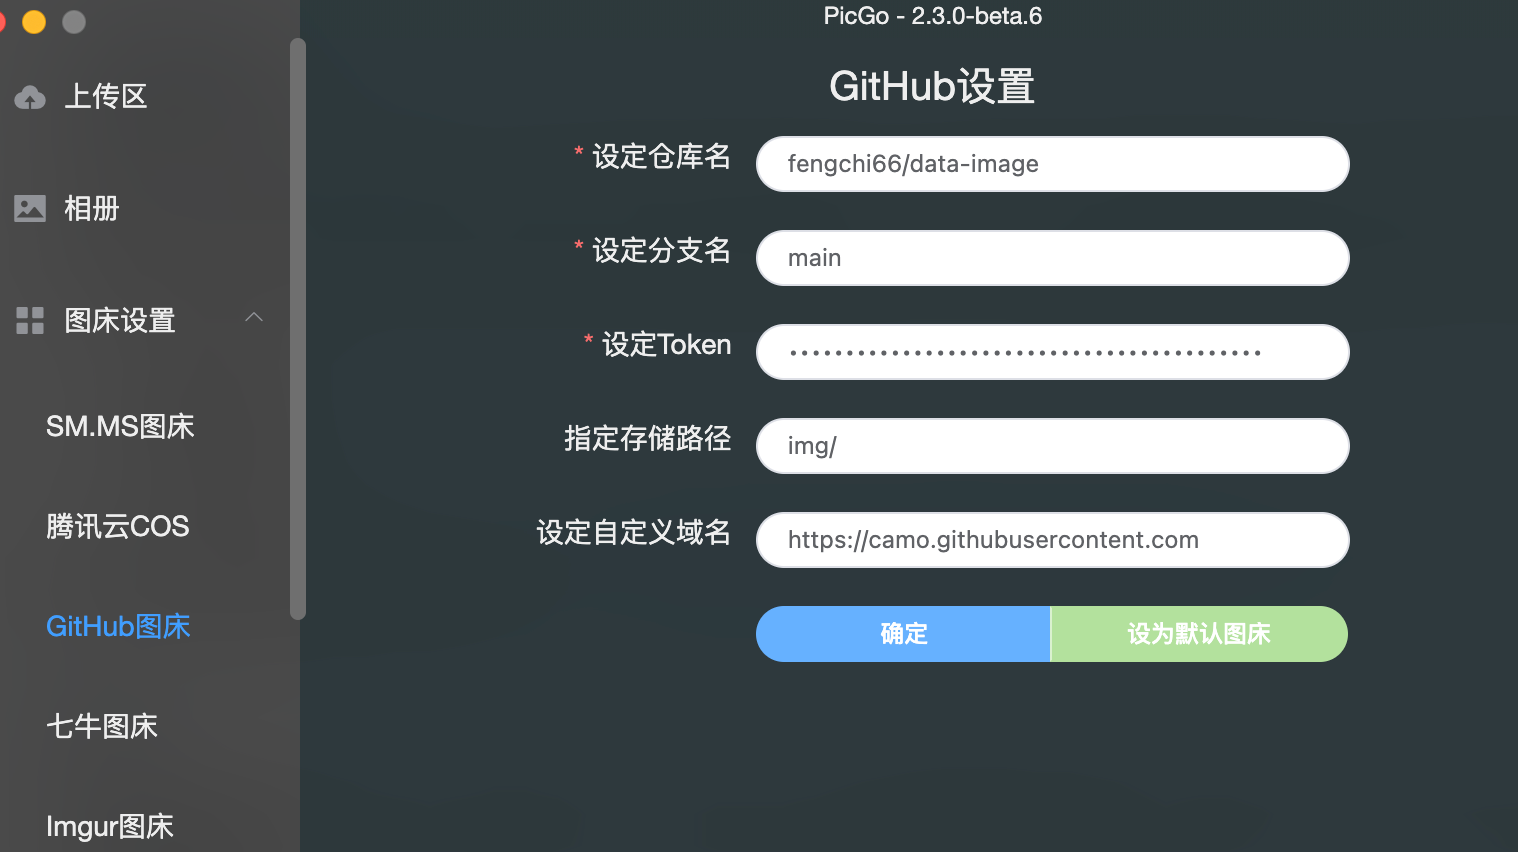 PicGo - 2.3.0-beta.6
上传区
相册
图床设置
SM.MS图床
腾讯云COS
GitHub图床
七牛图床
Imgur图床
GitHub设置
* 设定仓库名
fengchi66/data-image
* 设定分支名
main
* 设定Token
指定存储路径
img/
设定自定义域名
https://camo.githubusercontent.com
确定
设为默认图床